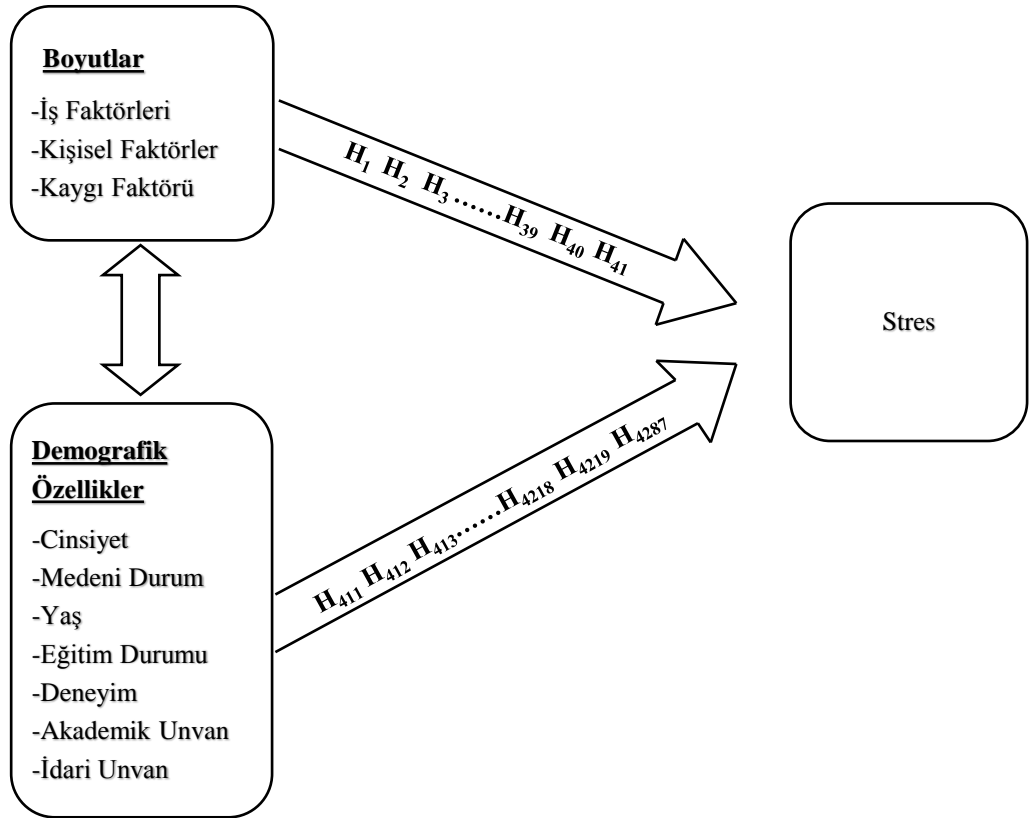 Boyutlar
-İş Faktörleri
-Kişisel Faktörler
-Kaygı Faktörü
H₁ H₂ H₃ ......H₃₉ H₄₀ H₄₁
Stres
Demografik
Özellikler
-Cinsiyet
-Medeni Durum
-Yaş
-Eğitim Durumu
-Deneyim
-Akademik Unvan
-İdari Unvan
H₄₁₁ H₄₁₂ H₄₁₃......H₄₂₁₈ H₄₂₁₉ H₄₂₈₇